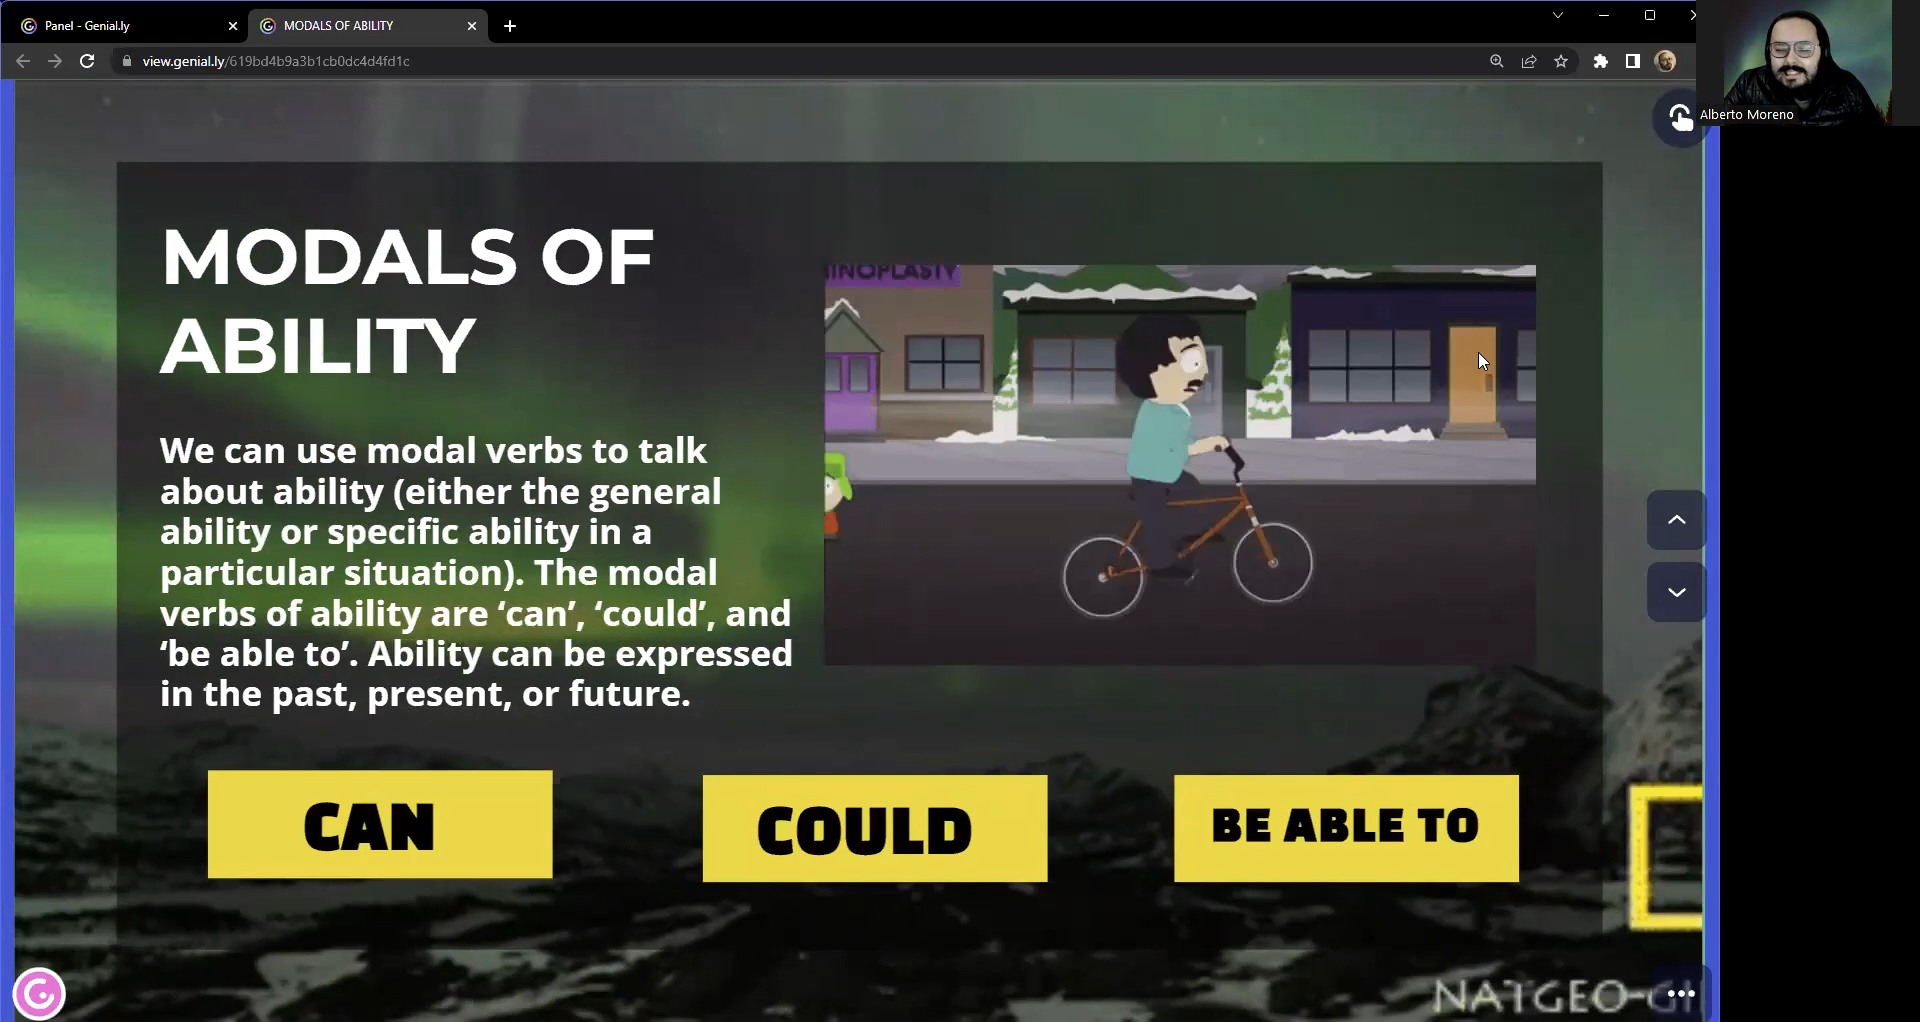 Panel - Genial.ly
MODALS OF ABILITY
view.genial.ly/619bd4b9a3b1cb0dc4d4fd1c
Alberto Moreno
MODALS OF
ABILITY
We can use modal verbs to talk
about ability (either the general
ability or specific ability in a
particular situation). The modal
verbs of ability are ‘can’, ‘could’, and
‘be able to’. Ability can be expressed
in the past, present, or future.
CAN
COULD
BE ABLE TO
NATGEO-GI